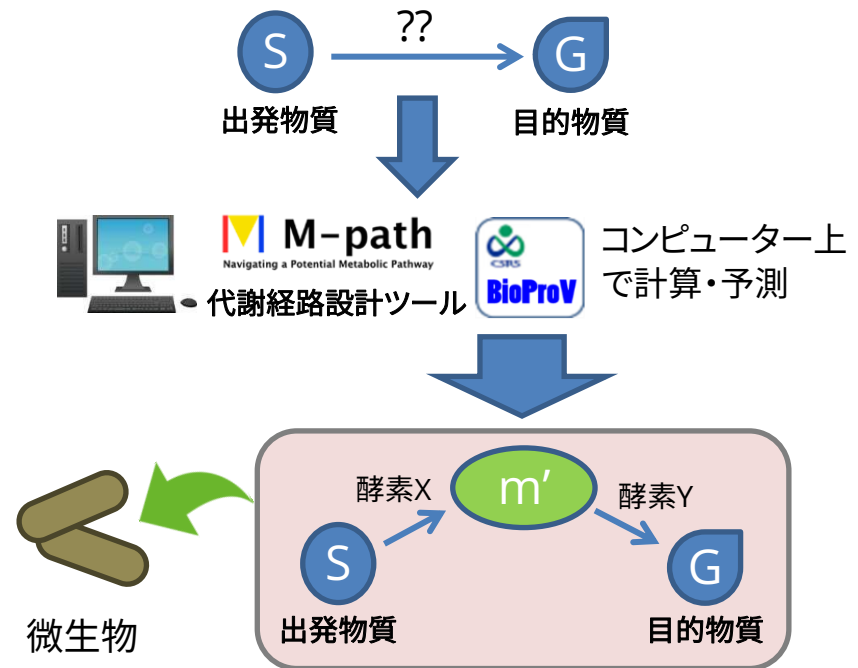 ??
S
G
出発物質
目的物質
M-path
Navigating a Potential Metabolic Pathway
代謝経路設計ツール
CSRS
BioProV
コンピューター上
で計算・予測
酵素X
m’
酵素Y
S
G
出発物質
目的物質
微生物